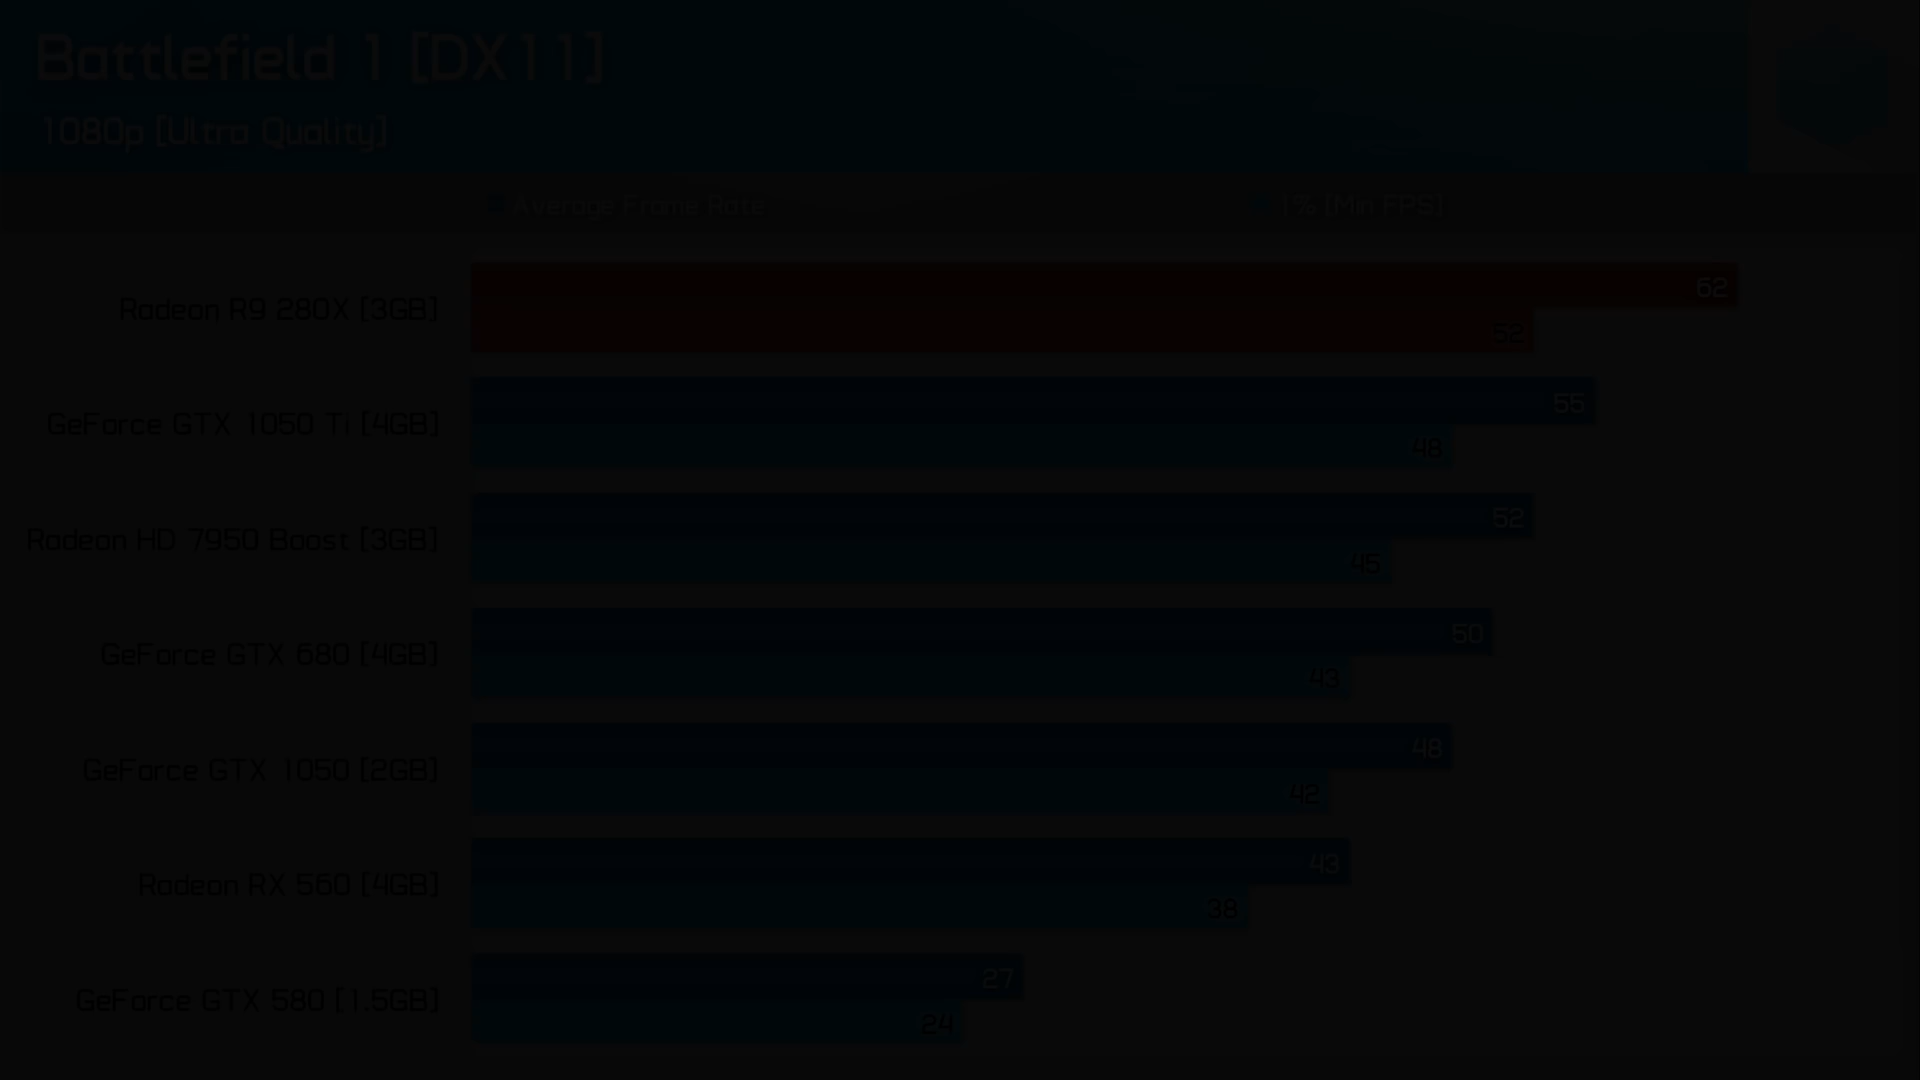 Battlefield 1 [DX11]
1080p [Ultra Quality]
Average Frame Rate
1% [Min FPS]
Radeon R9 280X [3GB]
62
52
GeForce GTX 1050 Ti [4GB]
55
48
Radeon HD 7950 Boost [3GB]
52
45
GeForce GTX 680 [4GB]
50
43
GeForce GTX 1050 [2GB]
48
42
Radeon RX 560 [4GB]
43
38
GeForce GTX 580 [1.5GB]
27
24